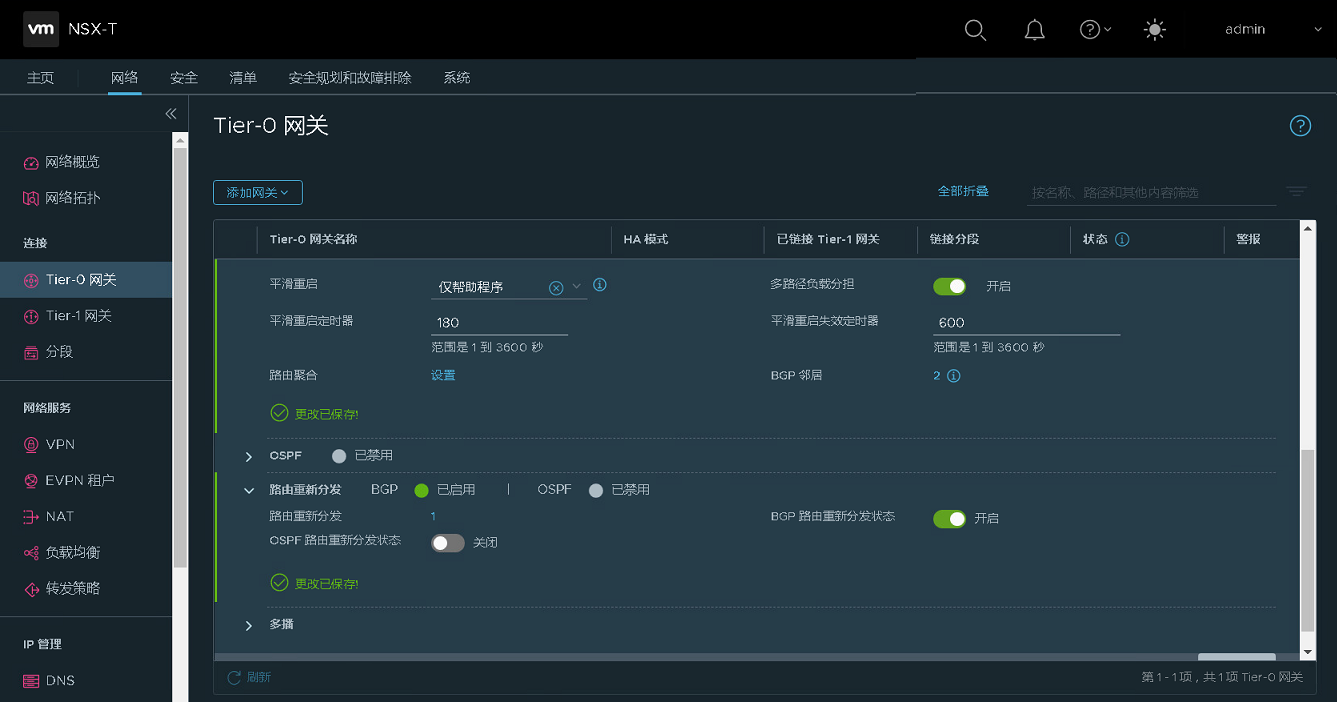 vm NSX-T admin
主页 网络 安全 清单 安全规划和故障排除 系统
Tier-0 网关
网络概览
网络拓扑
连接
Tier-0 网关
Tier-1 网关
分段
网络服务
VPN
EVPN 租户
NAT
负载均衡
转发策略
IP 管理
DNS
添加网关 全部折叠 按名称、路径和其他内容筛选
Tier-0 网关名称 HA 模式 已链接 Tier-1 网关 链接分段 状态 警报
平滑重启 仅帮助程序 多路径负载分担 开启
平滑重启定时器 180 平滑重启失效定时器 600
范围是 1 到 3600 秒 范围是 1 到 3600 秒
路由聚合 设置 BGP 邻居 2
更改已保存!
OSPF 已禁用
路由重新分发 BGP 已启用 | OSPF 已禁用
路由重新分发 1 BGP 路由重新分发状态 开启
OSPF 路由重新分发状态 关闭
更改已保存!
多播
刷新 第 1 - 1 项，共 1 项 Tier-0 网关